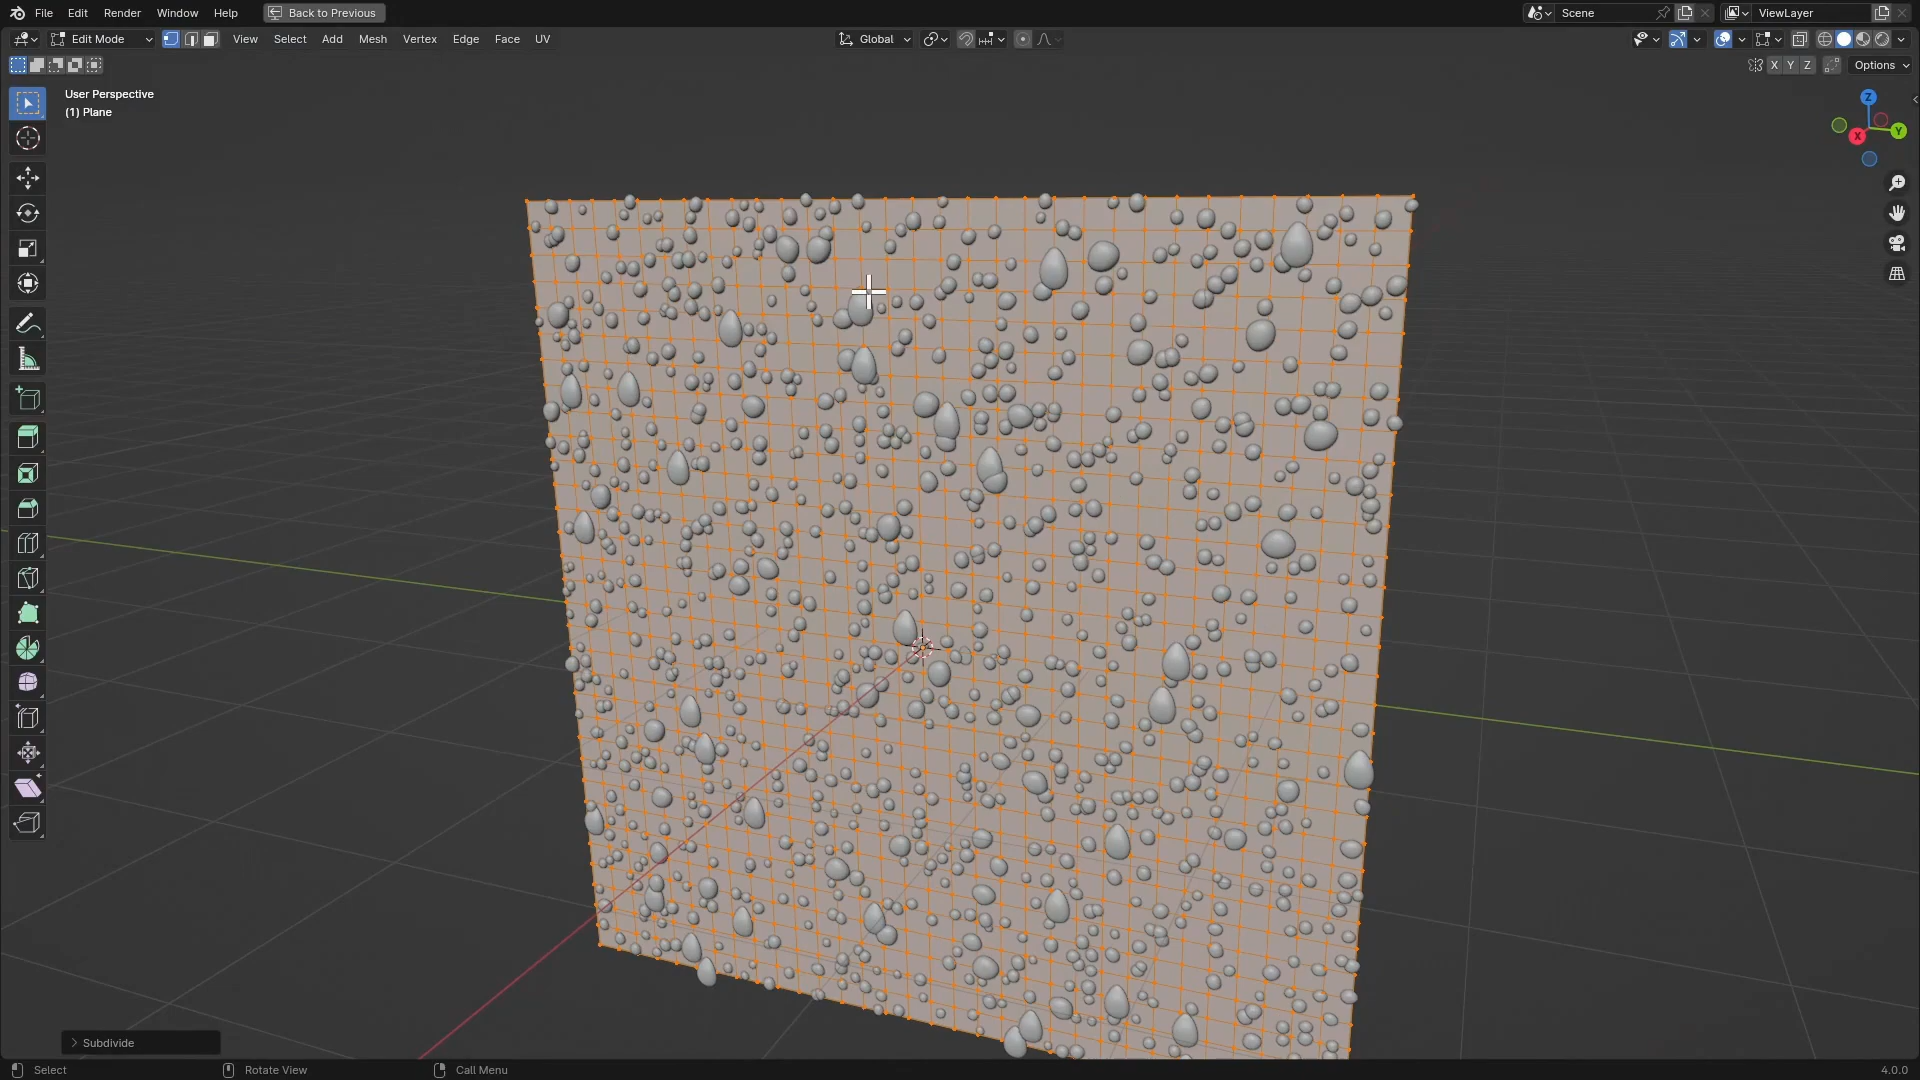 File Edit Render Window Help Back to Previous Scene ViewLayer
Edit Mode View Select Add Mesh Vertex Edge Face UV Global
X Y Z Options
User Perspective
(1) Plane
Z
X Y
Subdivide
Select Rotate View Call Menu 4.0.0